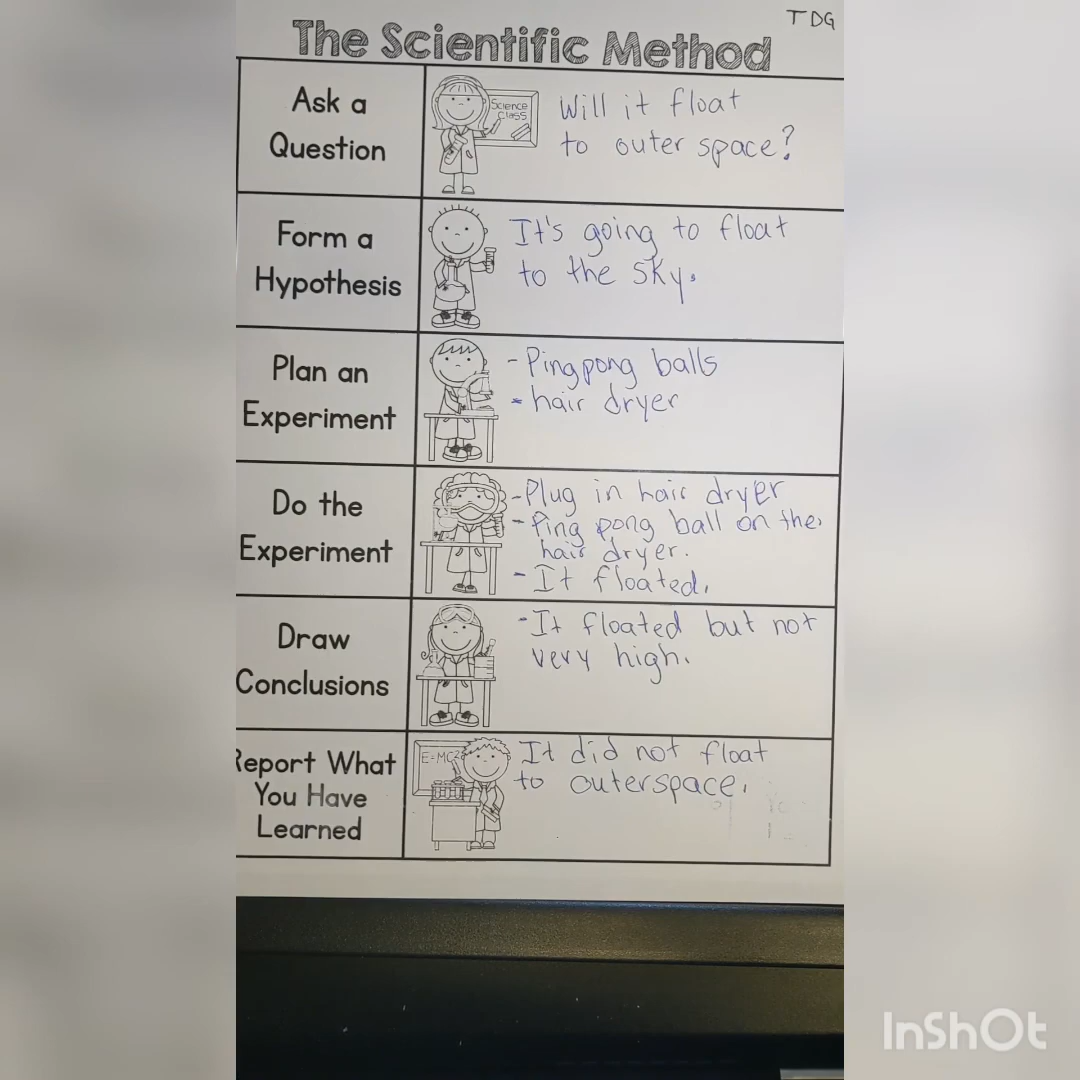 TDG
The Scientific Method
Ask a
Question
Science
Class
Will it float
to outer space?
Form a
Hypothesis
It's going to float
to the sky.
Plan an
Experiment
- Pingpong balls
- hair dryer
Do the
Experiment
- Plug in hair dryer
- Ping pong ball on the
hair dryer.
- It floated.
Draw
Conclusions
- It floated but not
very high.
Report What
You Have
Learned
E=MC2
It did not float
to outerspace.
InShOt